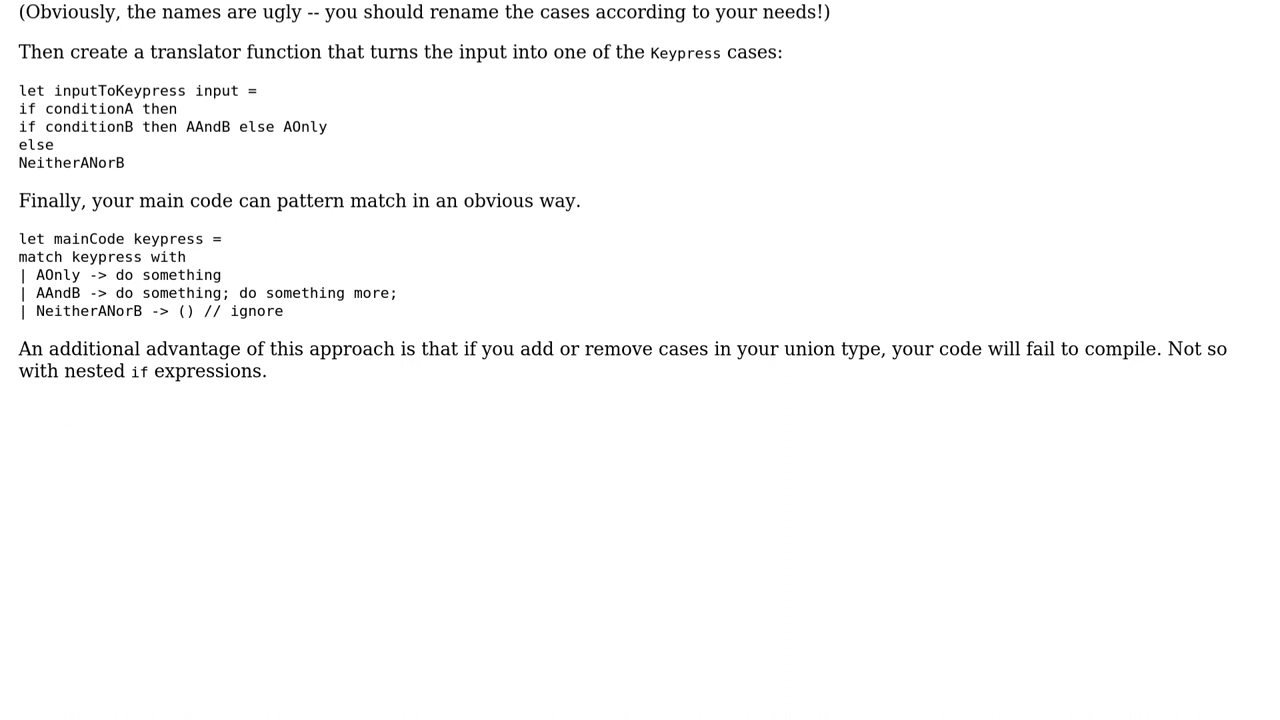 (Obviously, the names are ugly -- you should rename the cases according to your needs!)
Then create a translator function that turns the input into one of the Keypress cases:
let inputToKeypress input =
if conditionA then
if conditionB then AAndB else AOnly
else
NeitherANorB
Finally, your main code can pattern match in an obvious way.
let mainCode keypress =
match keypress with
| AOnly -> do something
| AAndB -> do something; do something more;
| NeitherANorB -> () // ignore
An additional advantage of this approach is that if you add or remove cases in your union type, your code will fail to compile. Not so
with nested if expressions.